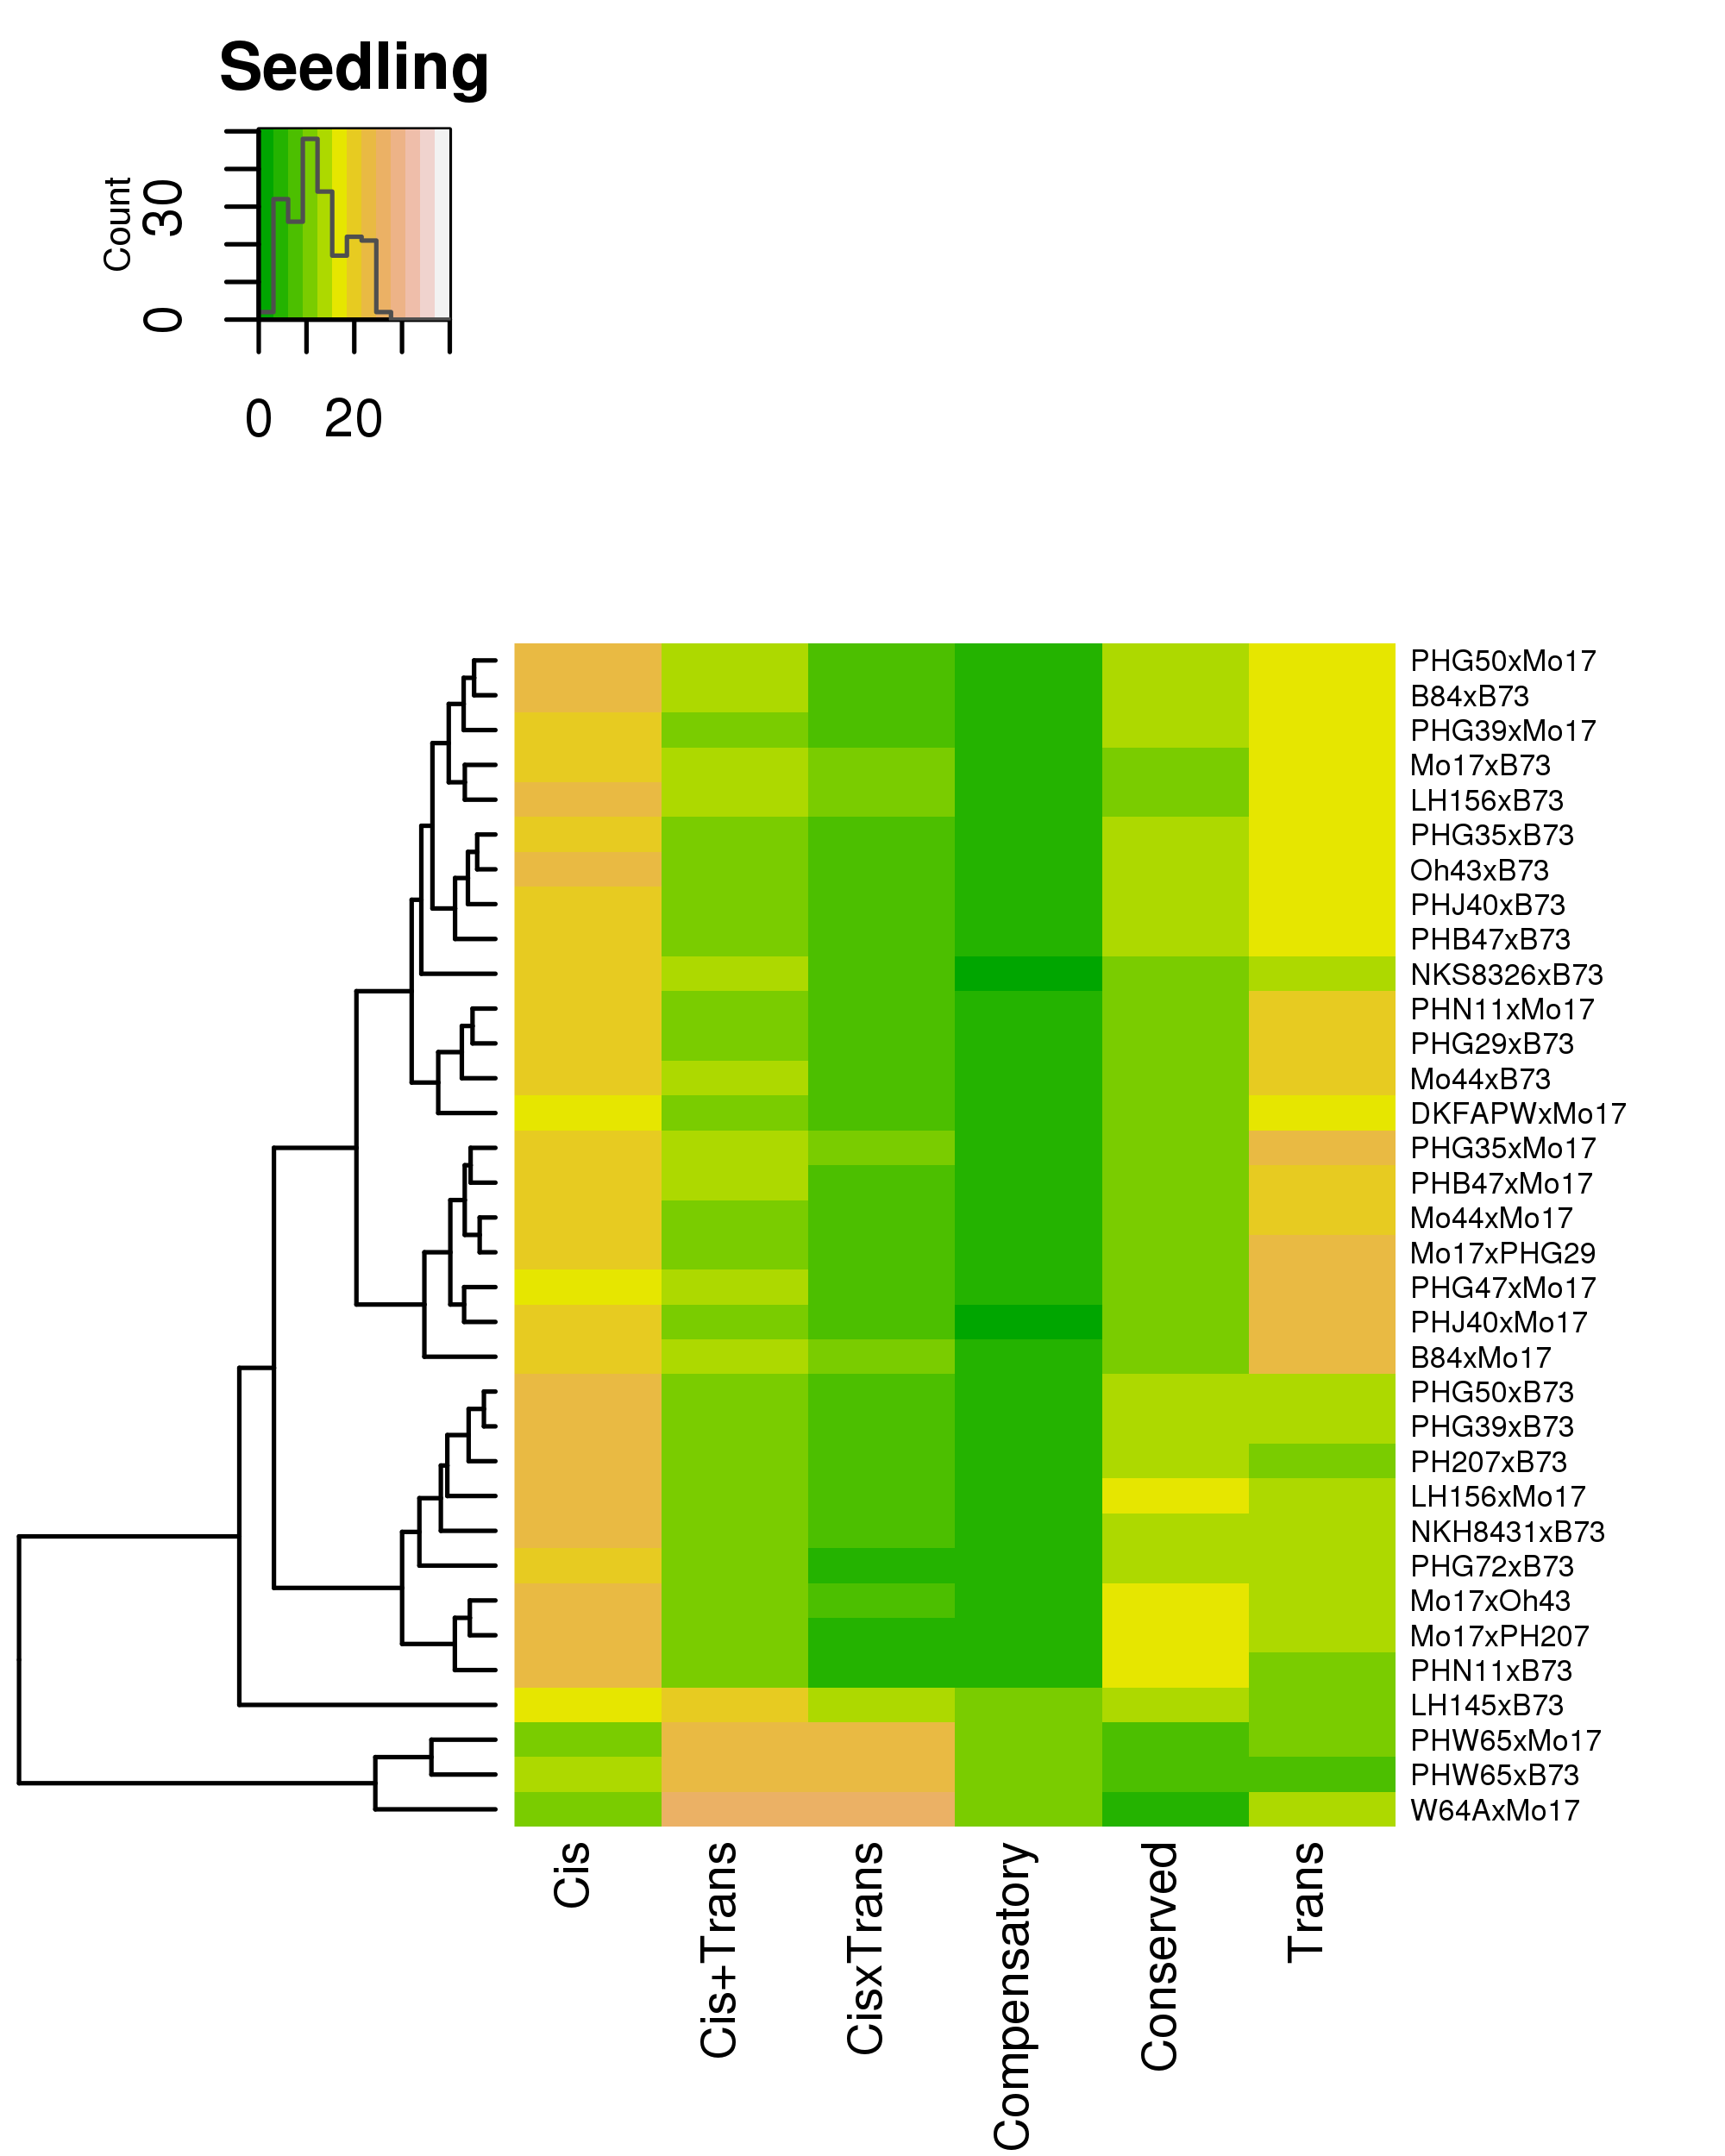 Seedling
Count
0
30
0
20
PHG50xMo17
B84xB73
PHG39xMo17
Mo17xB73
LH156xB73
PHG35xB73
Oh43xB73
PHJ40xB73
PHB47xB73
NKS8326xB73
PHN11xMo17
PHG29xB73
Mo44xB73
DKFAPWxMo17
PHG35xMo17
PHB47xMo17
Mo44xMo17
Mo17xPHG29
PHG47xMo17
PHJ40xMo17
B84xMo17
PHG50xB73
PHG39xB73
PH207xB73
LH156xMo17
NKH8431xB73
PHG72xB73
Mo17xOh43
Mo17xPH207
PHN11xB73
LH145xB73
PHW65xMo17
PHW65xB73
W64AxMo17
Cis
Cis+Trans
CisxTrans
Compensatory
Conserved
Trans